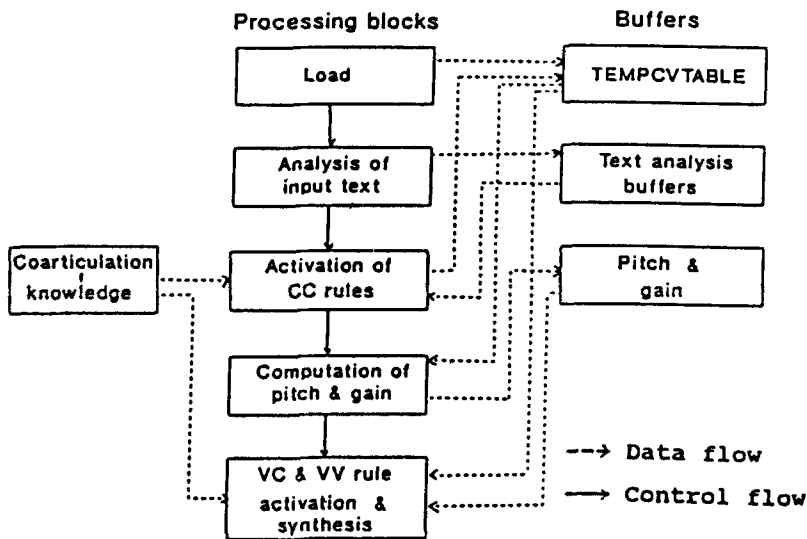 Processing blocks
Buffers
Load
TEMPCVTABLE
Analysis of
input text
Text analysis
buffers
Coarticulation
knowledge
Activation of
CC rules
Pitch &
gain
Computation of
pitch & gain
VC & VV rule
activation &
synthesis
Data flow
Control flow